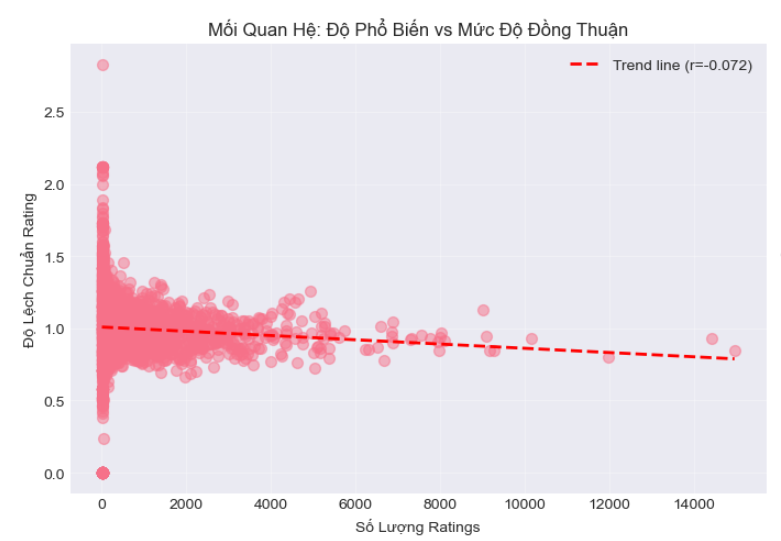 Mối Quan Hệ: Độ Phổ Biến vs Mức Độ Đồng Thuận
Trend line (r=-0.072)
Độ Lệch Chuẩn Rating
2.5
2.0
1.5
1.0
0.5
0.0
0 2000 4000 6000 8000 10000 12000 14000
Số Lượng Ratings